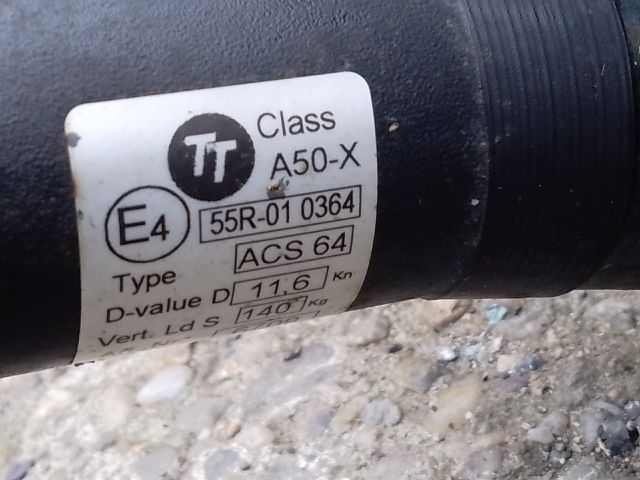 TT Class
A50-X
E4 55R-01 0364
Type ACS 64
D-value D 11,6 Kn
Vert. Ld S 140 Kg